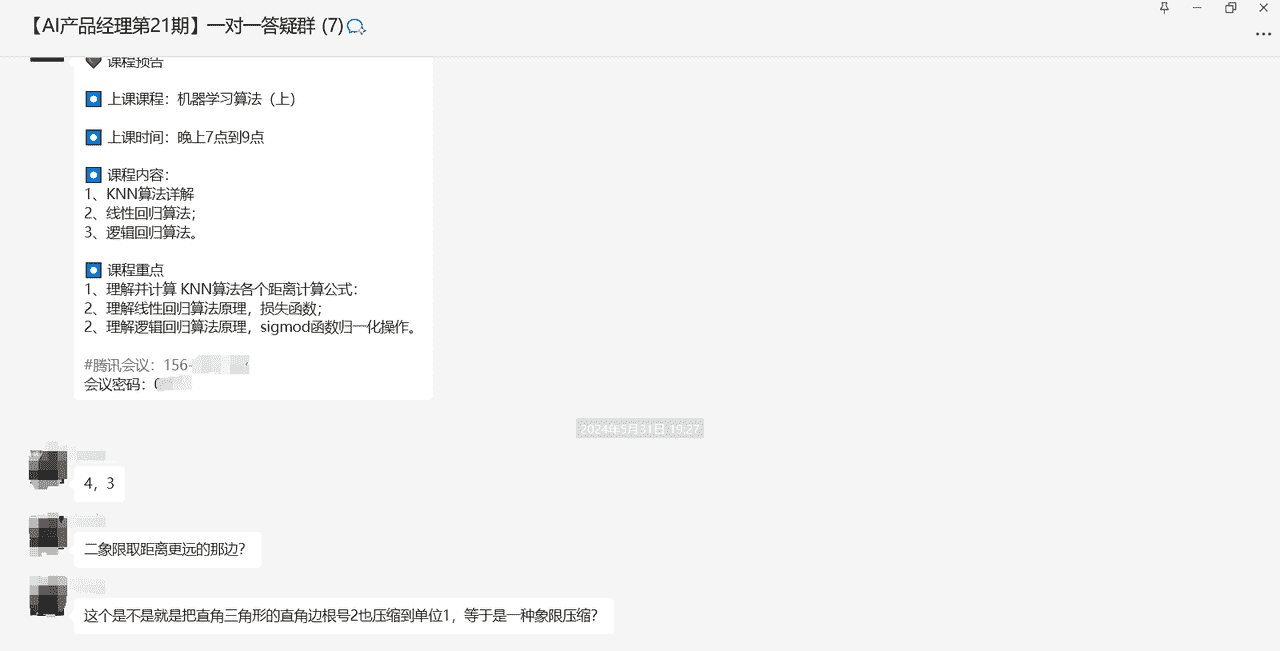 【AI产品经理第21期】一对一答疑群 (7)
课程预告
上课课程：机器学习算法（上）
上课时间：晚上7点到9点
课程内容：
1、KNN算法详解
2、线性回归算法；
3、逻辑回归算法。
课程重点
1、理解并计算 KNN算法各个距离计算公式：
2、理解线性回归算法原理，损失函数；
2、理解逻辑回归算法原理，sigmod函数归一化操作。
#腾讯会议：156-
会议密码：
2024年5月31日 19:27
4，3
二象限取距离更远的那边？
这个是不是就是把直角三角形的直角边根号2也压缩到单位1，等于是一种象限压缩？